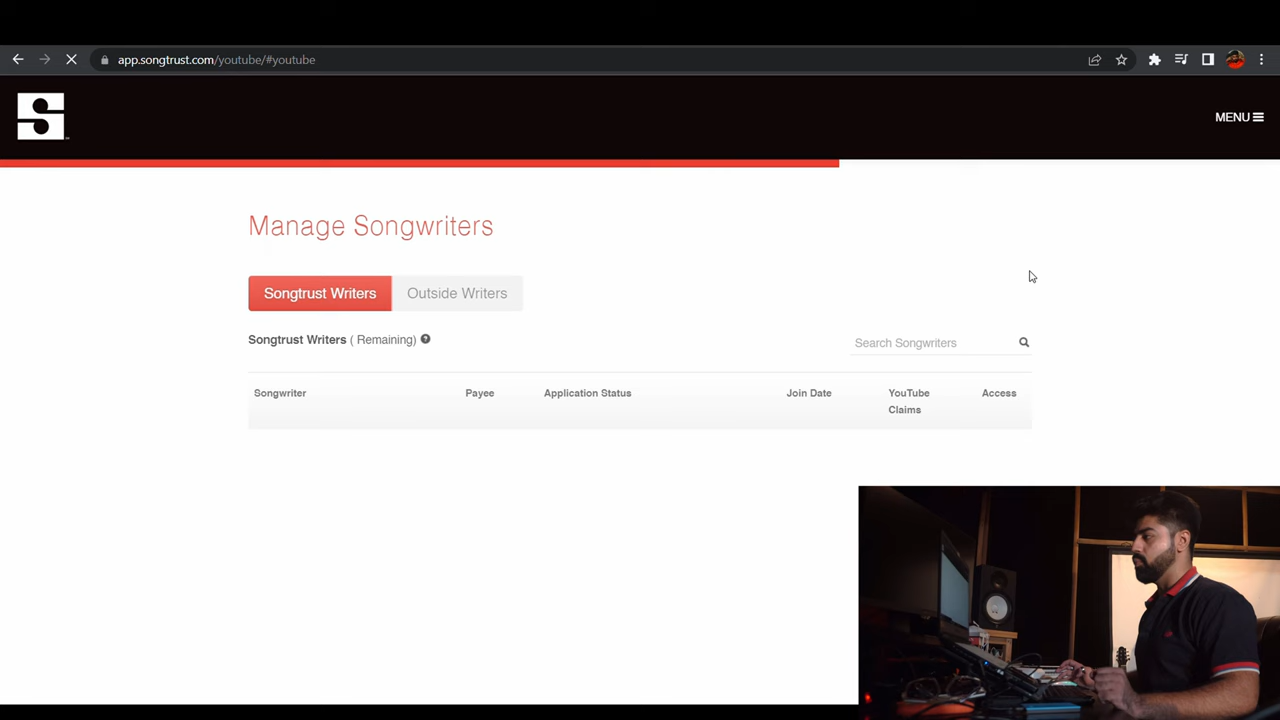 app.songtrust.com/youtube/#youtube
S
MENU
Manage Songwriters
Songtrust Writers
Outside Writers
Songtrust Writers ( Remaining)
Search Songwriters
Songwriter
Payee
Application Status
Join Date
YouTube
Claims
Access